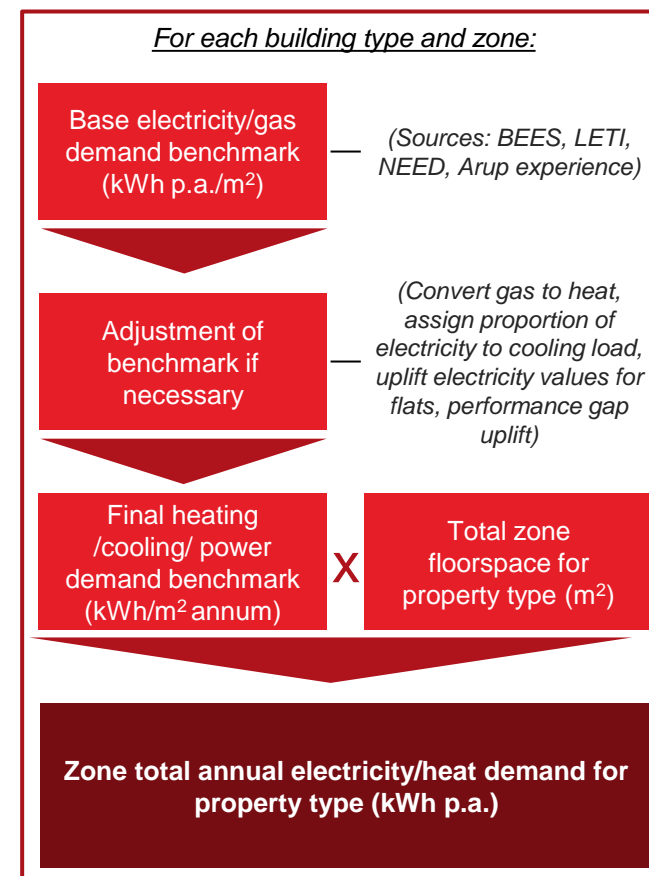 For each building type and zone:
Base electricity/gas
demand benchmark
(kWh p.a./m²)
(Sources: BEES, LETI,
NEED, Arup experience)
Adjustment of
benchmark if
necessary
(Convert gas to heat,
assign proportion of
electricity to cooling load,
uplift electricity values for
flats, performance gap
uplift)
Final heating
/cooling/ power
demand benchmark
(kWh/m² annum)
X
Total zone
floorspace for
property type (m²)
Zone total annual electricity/heat demand for
property type (kWh p.a.)